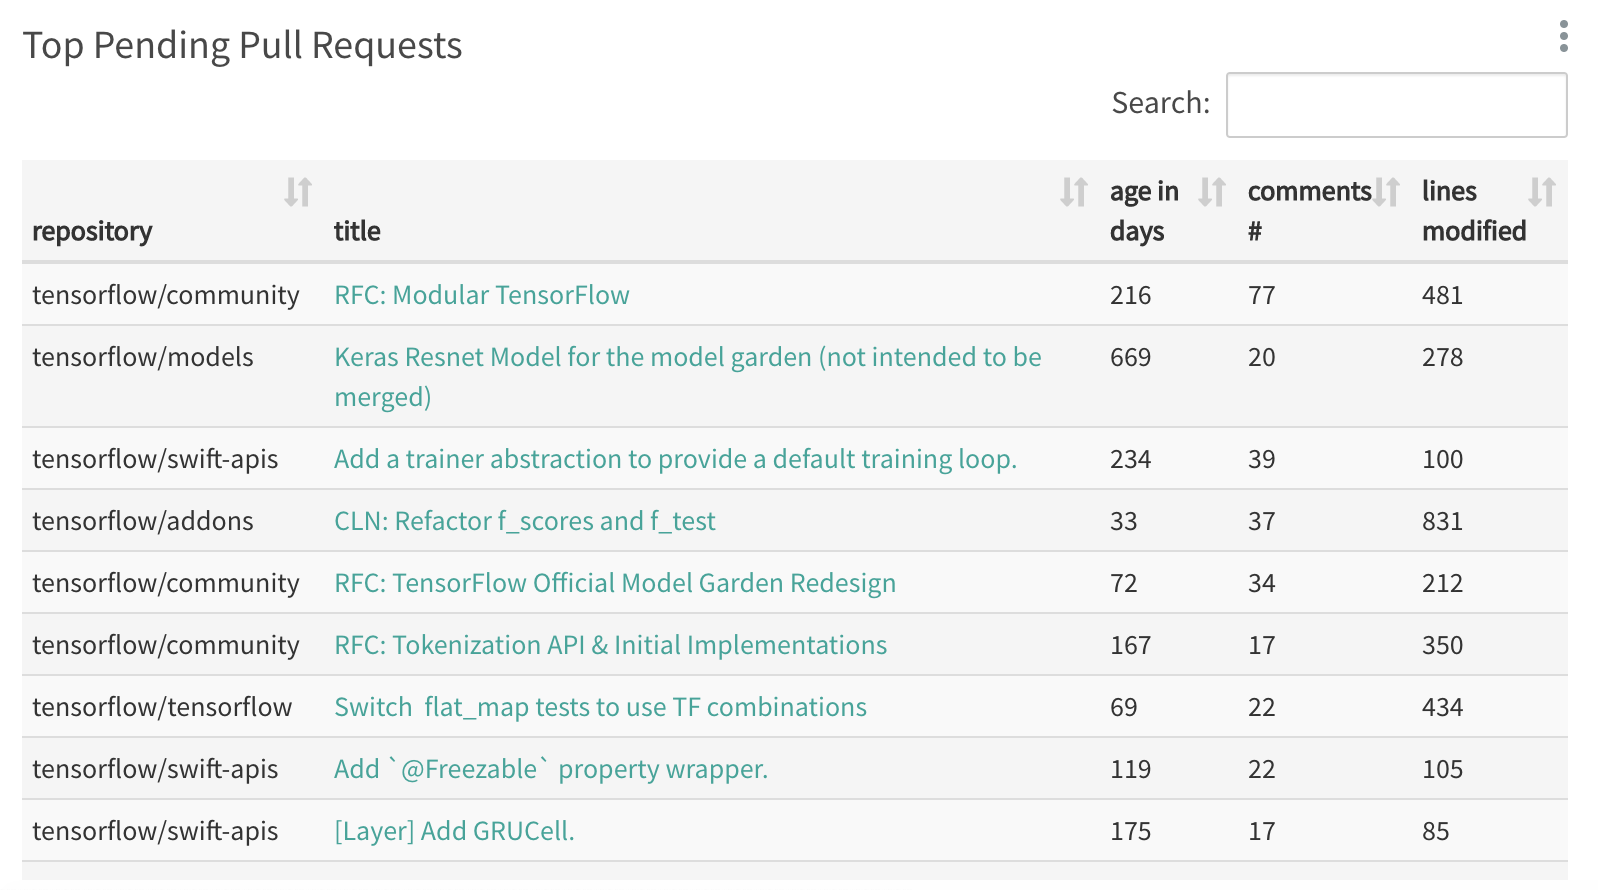 Top Pending Pull Requests
Search:
repository title age in days comments # lines modified
tensorflow/community RFC: Modular TensorFlow 216 77 481
tensorflow/models Keras Resnet Model for the model garden (not intended to be merged) 669 20 278
tensorflow/swift-apis Add a trainer abstraction to provide a default training loop. 234 39 100
tensorflow/addons CLN: Refactor f_scores and f_test 33 37 831
tensorflow/community RFC: TensorFlow Official Model Garden Redesign 72 34 212
tensorflow/community RFC: Tokenization API & Initial Implementations 167 17 350
tensorflow/tensorflow Switch  flat_map tests to use TF combinations 69 22 434
tensorflow/swift-apis Add `@Freezable` property wrapper. 119 22 105
tensorflow/swift-apis [Layer] Add GRUCell. 175 17 85